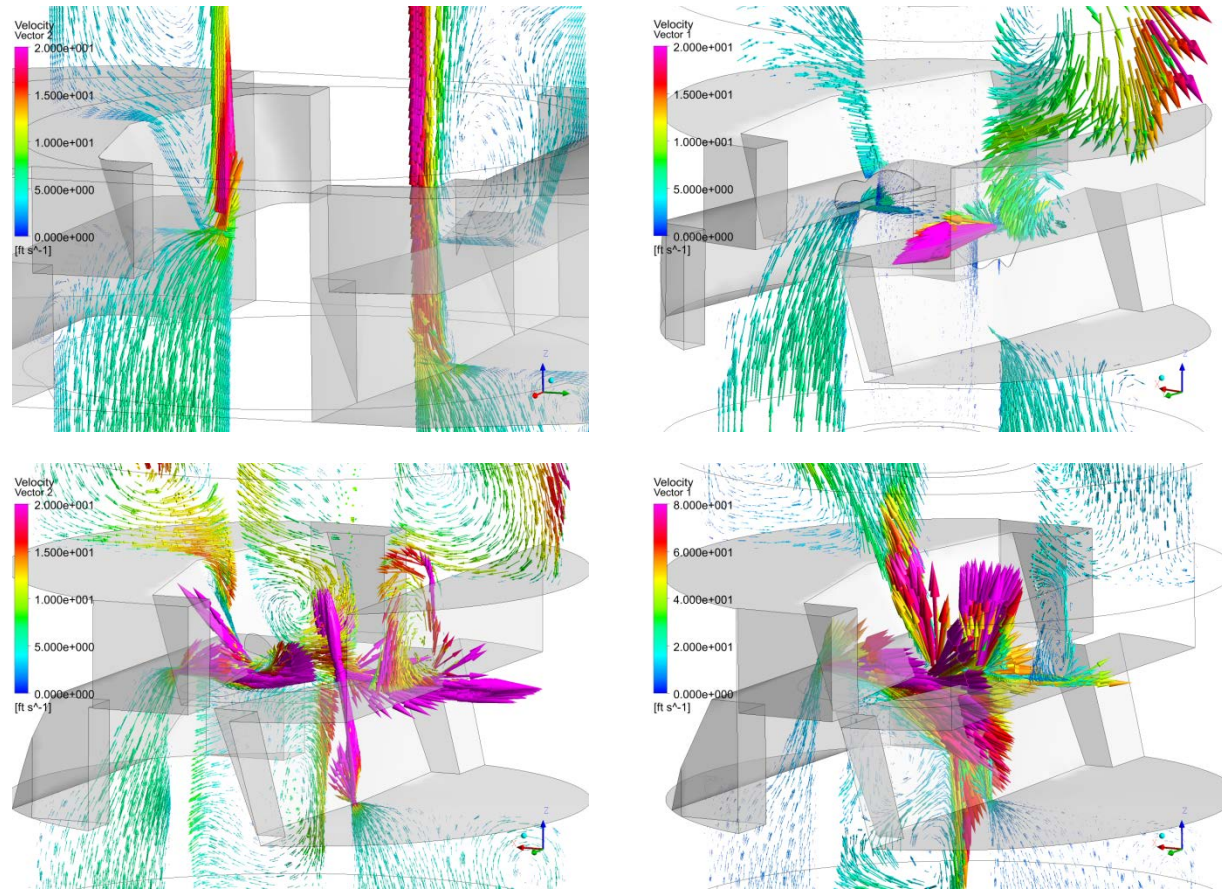 Velocity
Vector 2
2.000e+001
1.500e+001
1.000e+001
5.000e+000
0.000e+000
[ft s^-1]
Z
Velocity
Vector 1
2.000e+001
1.500e+001
1.000e+001
5.000e+000
0.000e+000
[ft s^-1]
Z
Velocity
Vector 2
2.000e+001
1.500e+001
1.000e+001
5.000e+000
0.000e+000
[ft s^-1]
Z
Velocity
Vector 1
8.000e+001
6.000e+001
4.000e+001
2.000e+001
0.000e+000
[ft s^-1]
Z